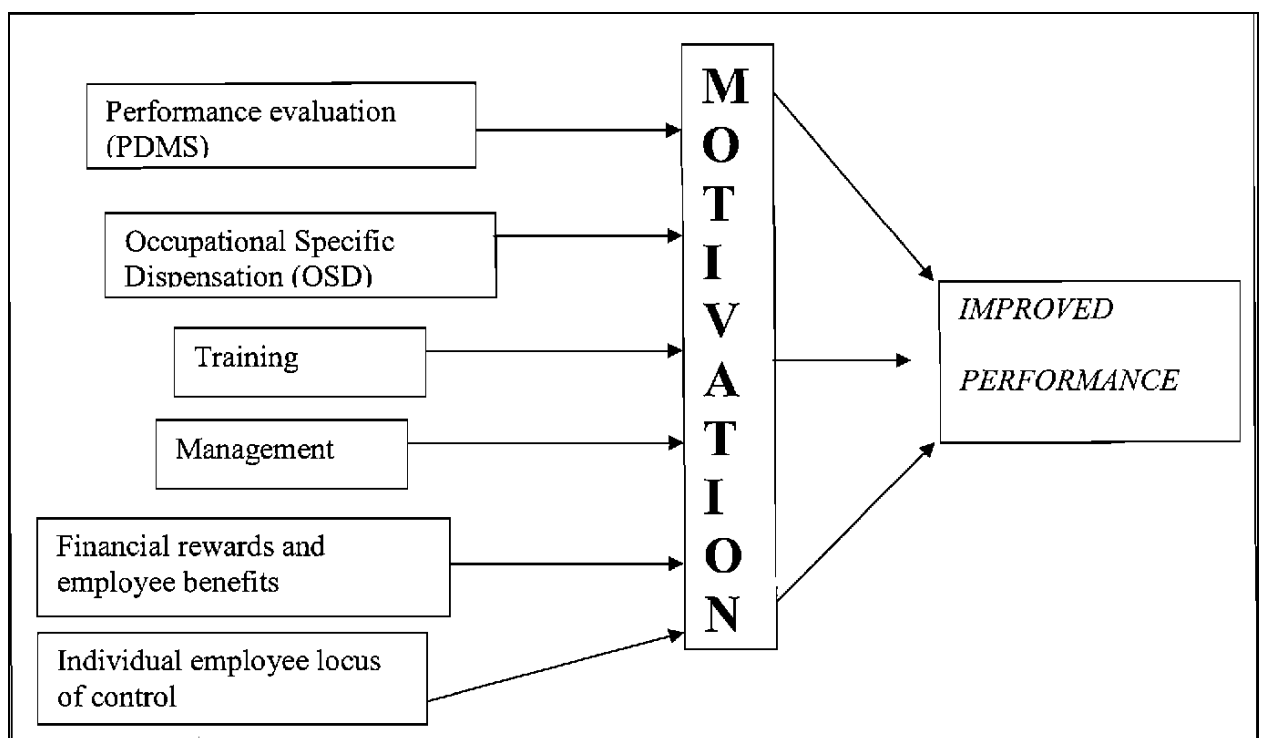 Performance evaluation
(PDMS)
Occupational Specific
Dispensation (OSD)
Training
Management
Financial rewards and
employee benefits
Individual employee locus
of control
MOTIVATION
IMPROVED
PERFORMANCE